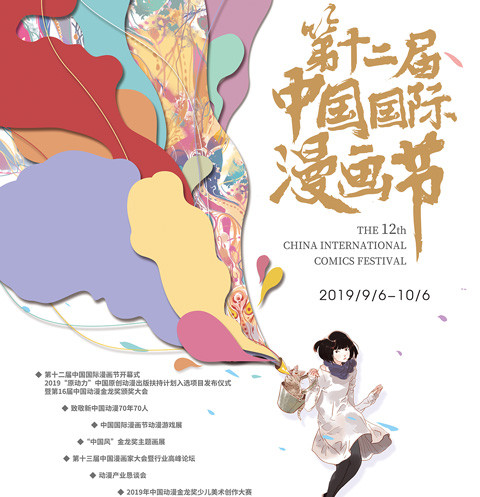 第十二届
中国国际
漫画节
THE 12th
CHINA INTERNATIONAL
COMICS FESTIVAL
2019/9/6-10/6
◆ 第十二届中国国际漫画节开幕式
2019“原动力”中国原创动漫出版扶持计划入选项目发布仪式
暨第16届中国动漫金龙奖颁奖大会
◆ 致敬新中国动漫70年70人
◆ 中国国际漫画节动漫游戏展
◆ “中国风”金龙奖主题画展
◆ 第十三届中国漫画家大会暨行业高峰论坛
◆ 动漫产业恳谈会
◆ 2019年中国动漫金龙奖少儿美术创作大赛